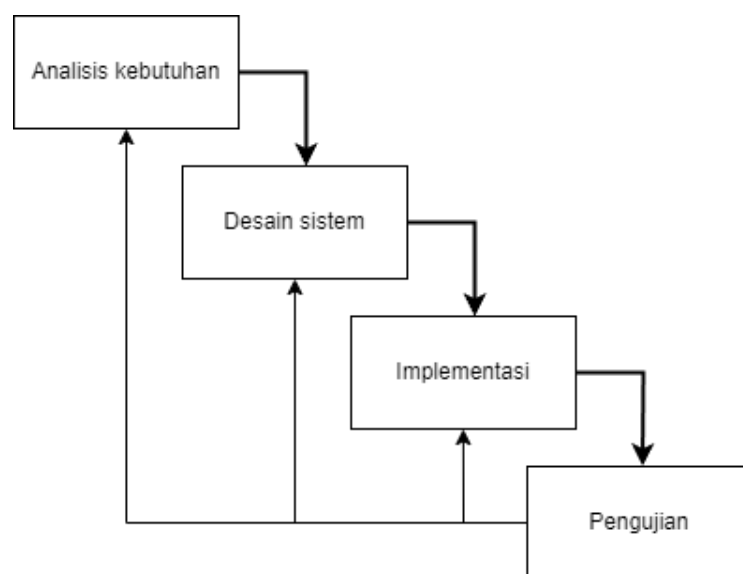 Analisis kebutuhan
Desain sistem
Implementasi
Pengujian